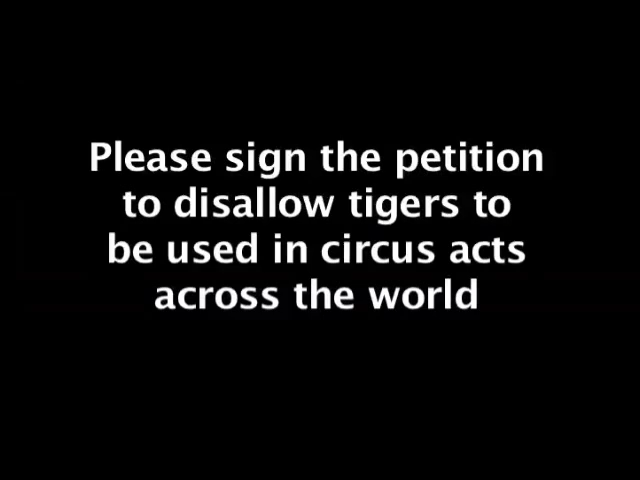 Please sign the petition
to disallow tigers to
be used in circus acts
across the world